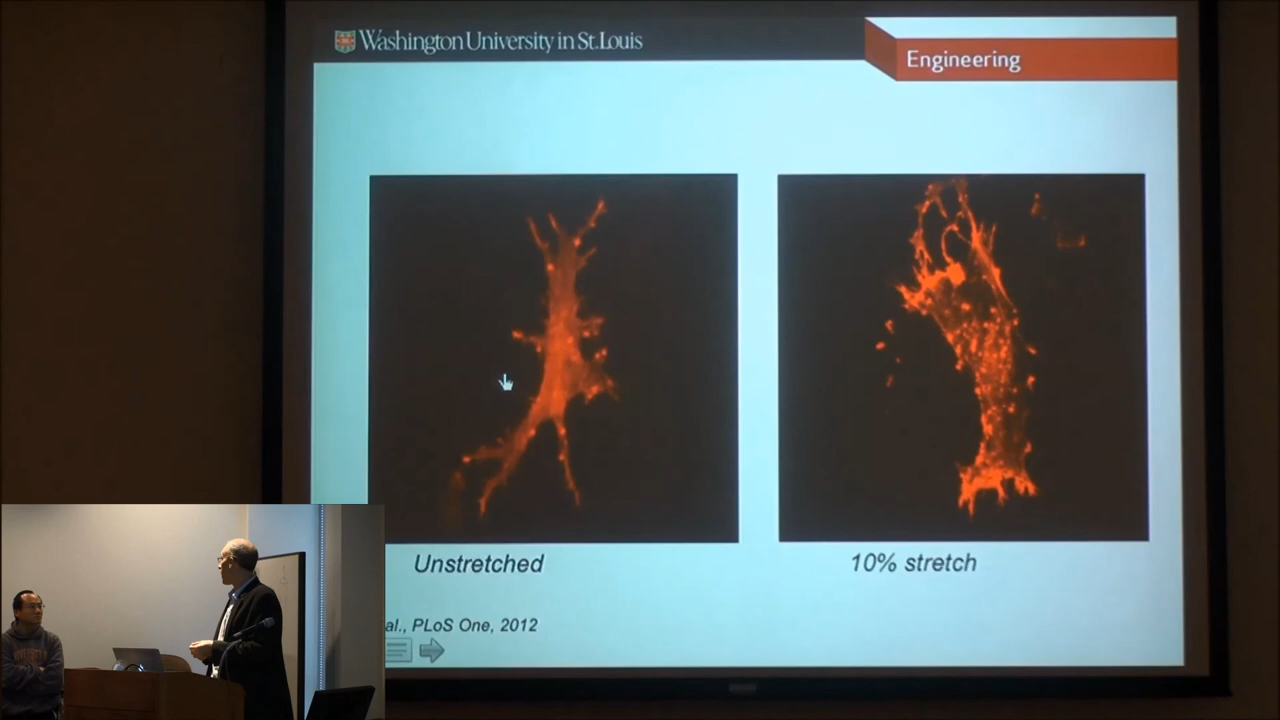 Washington University in St. Louis
Engineering
Unstretched
10% stretch
al., PLoS One, 2012